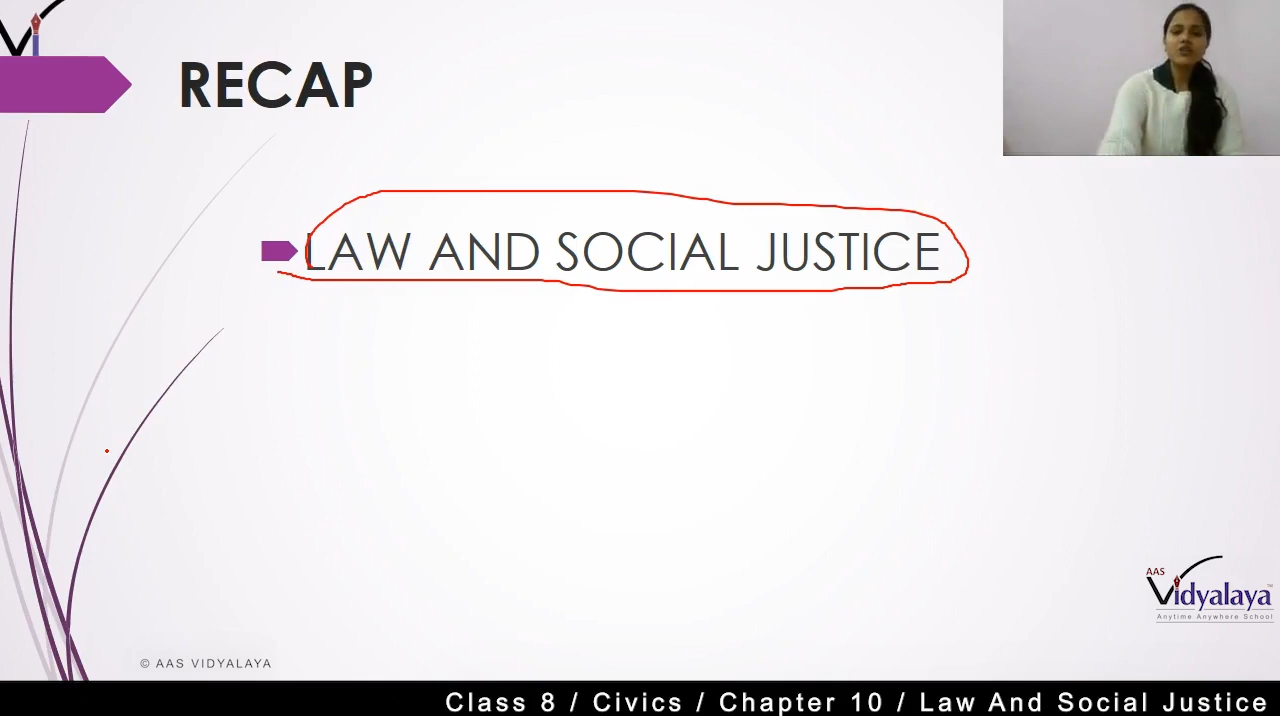 RECAP
LAW AND SOCIAL JUSTICE
AAS
Vidyalaya
™
Anytime Anywhere School
© AAS VIDYALAYA
Class 8 / Civics / Chapter 10 / Law And Social Justice